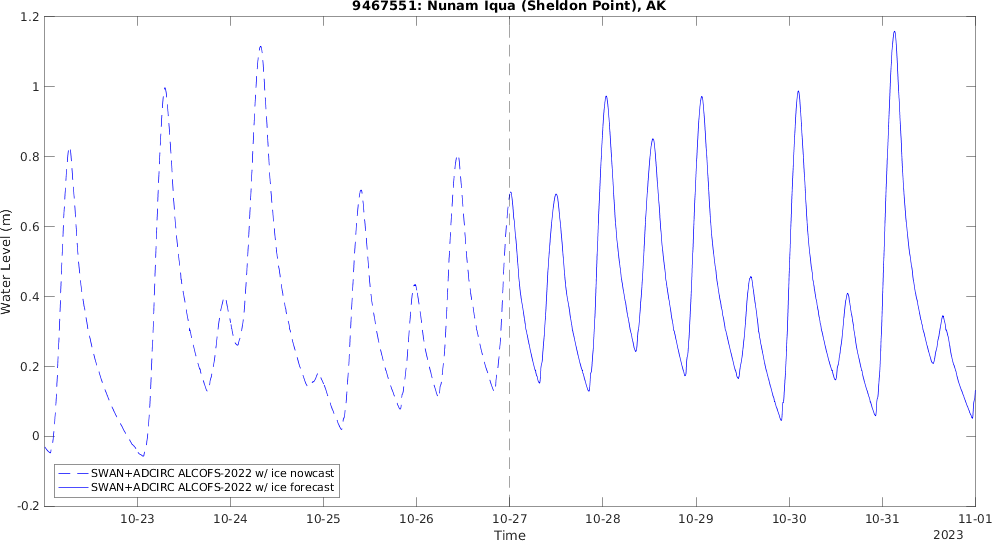 9467551: Nunam Iqua (Sheldon Point), AK
1.2
1
0.8
0.6
0.4
0.2
0
-0.2
Water Level (m)
SWAN+ADCIRC ALCOFS-2022 w/ ice nowcast
SWAN+ADCIRC ALCOFS-2022 w/ ice forecast
10-23 10-24 10-25 10-26 10-27 10-28 10-29 10-30 10-31 11-01
Time
2023